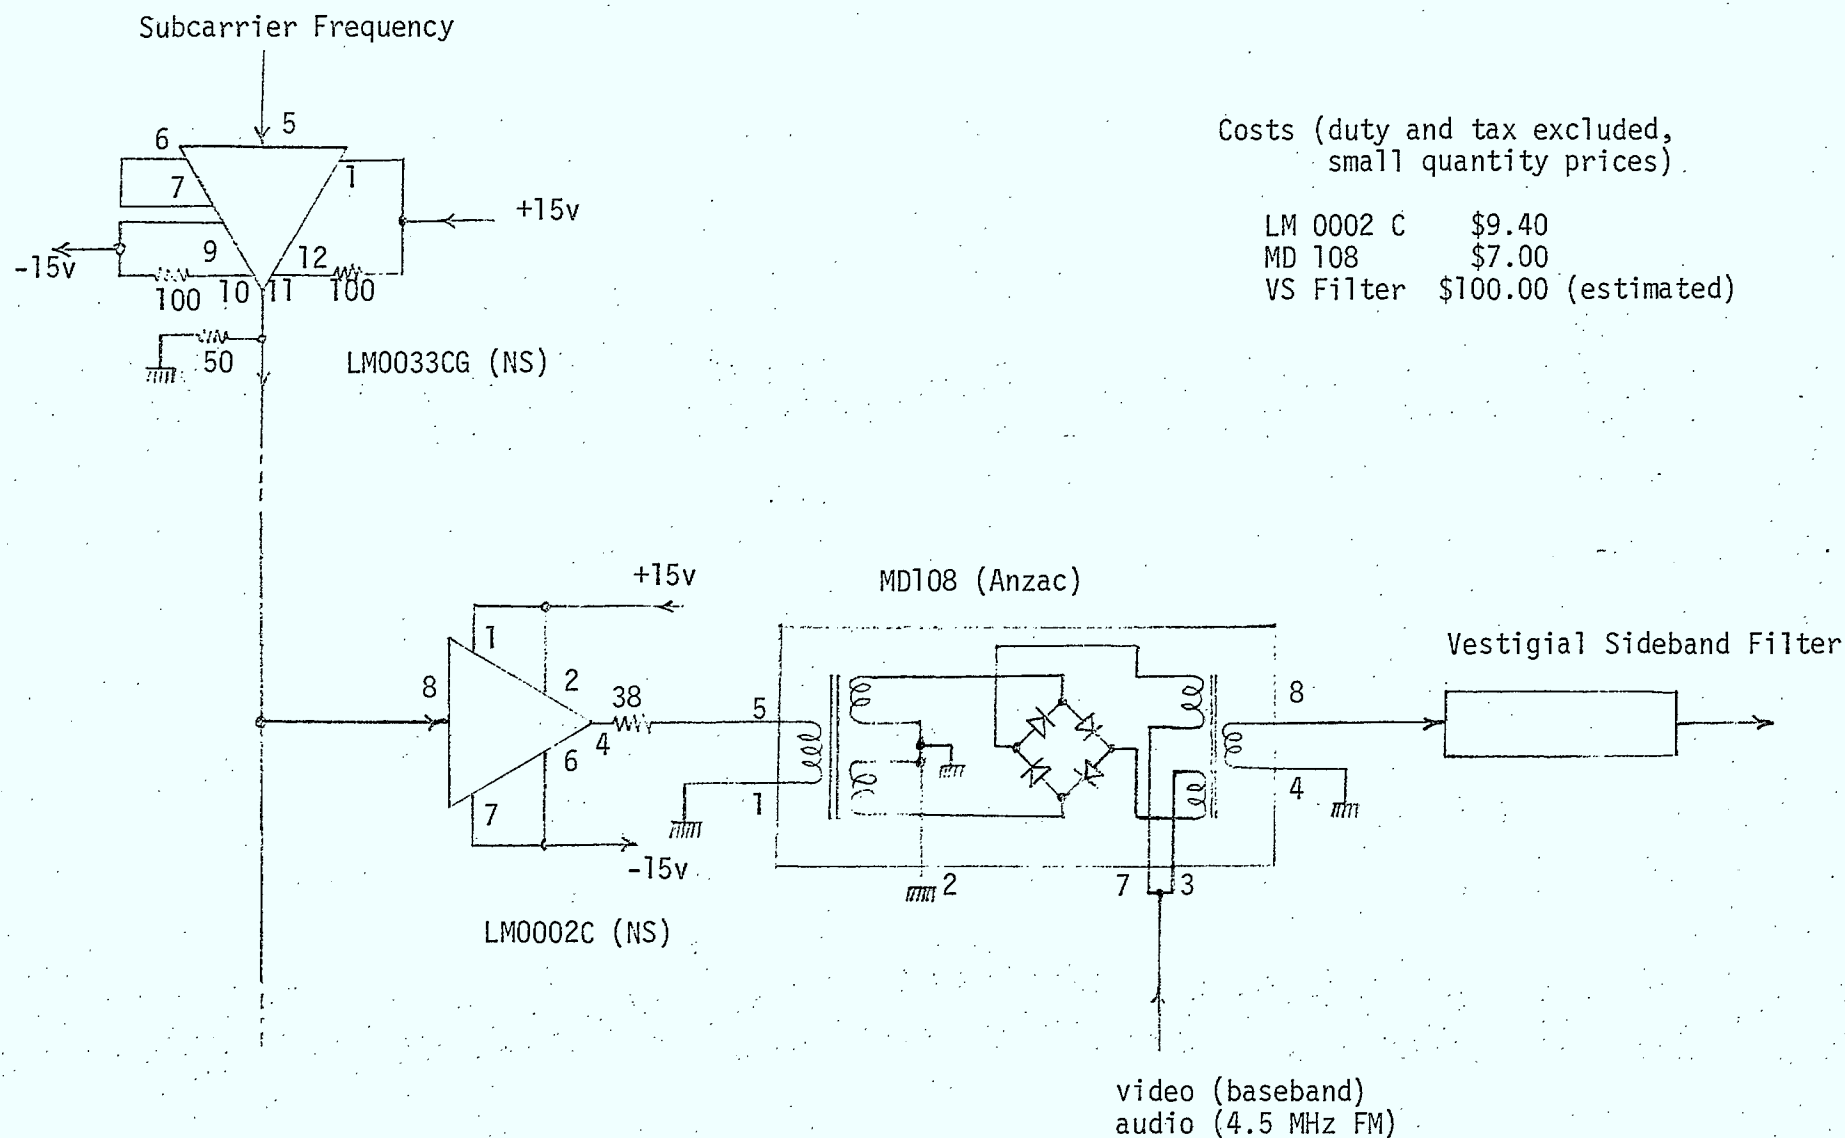 Subcarrier Frequency
5
6
7
1
+15v
-15v
9
12
100
10
11
100
50
LM0033CG (NS)
Costs (duty and tax excluded,
small quantity prices)
LM 0002 C $9.40
MD 108 $7.00
VS Filter $100.00 (estimated)
+15v
1
8
2
38
4
6
7
-15v
LM0002C (NS)
MD108 (Anzac)
5
1
2
7
3
8
4
Vestigial Sideband Filter
video (baseband)
audio (4.5 MHz FM)